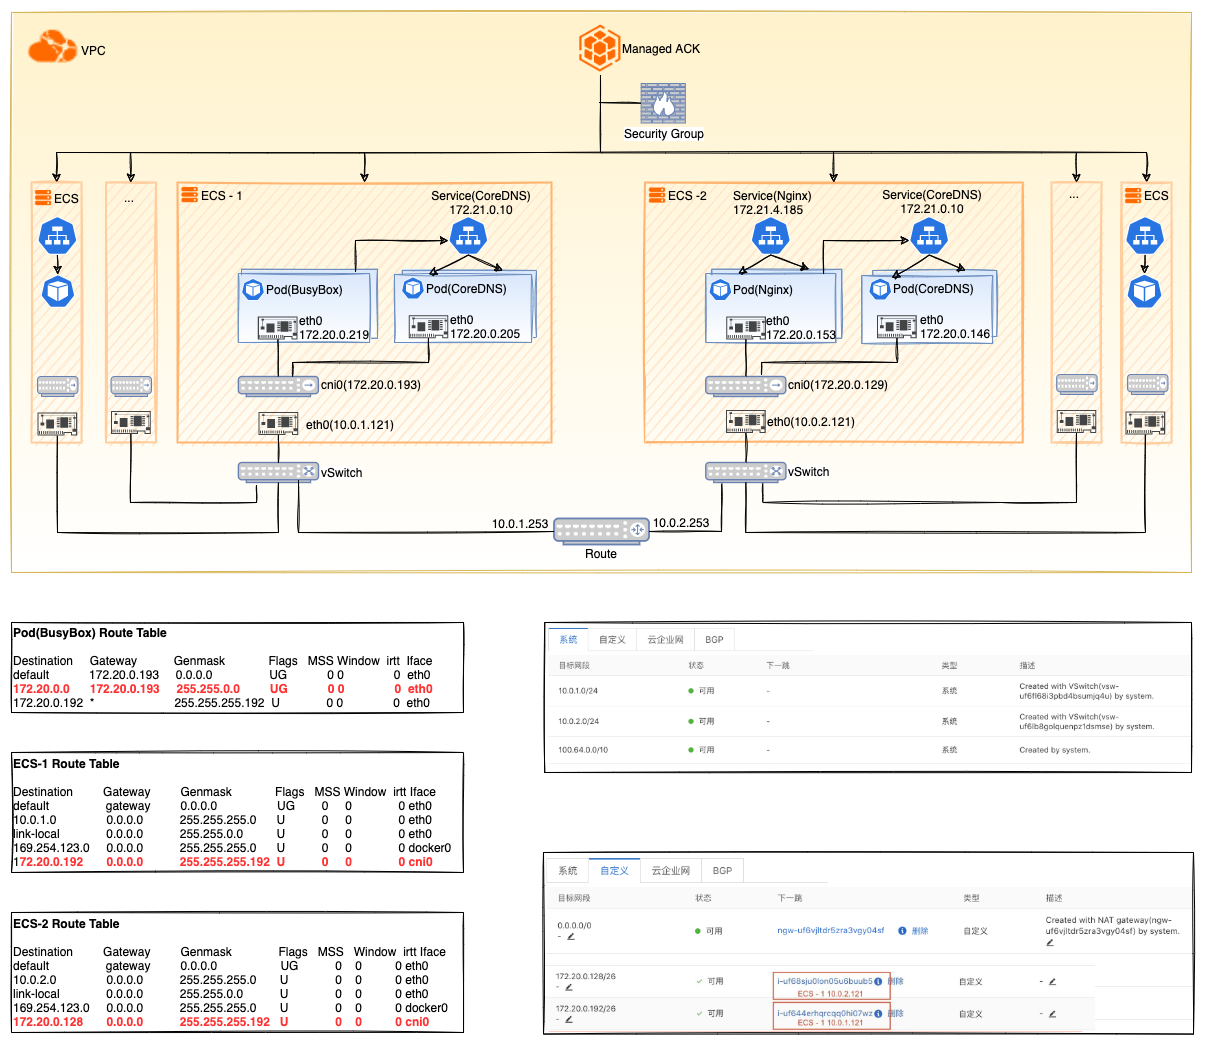 VPC
Managed ACK
Security Group
ECS
...
ECS - 1
Service(CoreDNS)
172.21.0.10
Pod(BusyBox)
eth0
172.20.0.219
Pod(CoreDNS)
eth0
172.20.0.205
cni0(172.20.0.193)
eth0(10.0.1.121)
vSwitch
ECS -2
Service(Nginx)
172.21.4.185
Service(CoreDNS)
172.21.0.10
Pod(Nginx)
eth0
172.20.0.153
Pod(CoreDNS)
eth0
172.20.0.146
cni0(172.20.0.129)
eth0(10.0.2.121)
vSwitch
...
ECS
10.0.1.253
10.0.2.253
Route
Pod(BusyBox) Route Table
Destination Gateway Genmask Flags MSS Window irtt Iface
default 172.20.0.193 0.0.0.0 UG 0 0 0 eth0
172.20.0.0 172.20.0.193 255.255.0.0 UG 0 0 0 eth0
172.20.0.192 * 255.255.255.192 U 0 0 0 eth0
ECS-1 Route Table
Destination Gateway Genmask Flags MSS Window irtt Iface
default gateway 0.0.0.0 UG 0 0 0 eth0
10.0.1.0 0.0.0.0 255.255.255.0 U 0 0 0 eth0
link-local 0.0.0.0 255.255.0.0 U 0 0 0 eth0
169.254.123.0 0.0.0.0 255.255.255.0 U 0 0 0 docker0
172.20.0.192 0.0.0.0 255.255.255.192 U 0 0 0 cni0
ECS-2 Route Table
Destination Gateway Genmask Flags MSS Window irtt Iface
default gateway 0.0.0.0 UG 0 0 0 eth0
10.0.2.0 0.0.0.0 255.255.255.0 U 0 0 0 eth0
link-local 0.0.0.0 255.255.0.0 U 0 0 0 eth0
169.254.123.0 0.0.0.0 255.255.255.0 U 0 0 0 docker0
172.20.0.128 0.0.0.0 255.255.255.192 U 0 0 0 cni0
系统 自定义 云企业网 BGP
目标网段 状态 下一跳 类型 描述
10.0.1.0/24 可用 - 系统 Created with VSwitch(vsw-
uf6fl68i3pbd4bsumjq4u) by system.
10.0.2.0/24 可用 - 系统 Created with VSwitch(vsw-
uf6lb8golquenpz1dsmse) by system.
100.64.0.0/10 可用 - 系统 Created by system.
系统 自定义 云企业网 BGP
目标网段 状态 下一跳 类型 描述
0.0.0.0/0 可用 ngw-uf6vjltdr5zra3vgy04sf 删除 自定义 Created with NAT gateway(ngw-
uf6vjltdr5zra3vgy04sf) by system.
-
172.20.0.128/26 可用 i-uf68sju0lon05u6buub5 删除 自定义 -
- ECS - 1 10.0.2.121
172.20.0.192/26 可用 i-uf644erhqrcqq0hi07wz 删除 自定义 -
- ECS - 1 10.0.1.121